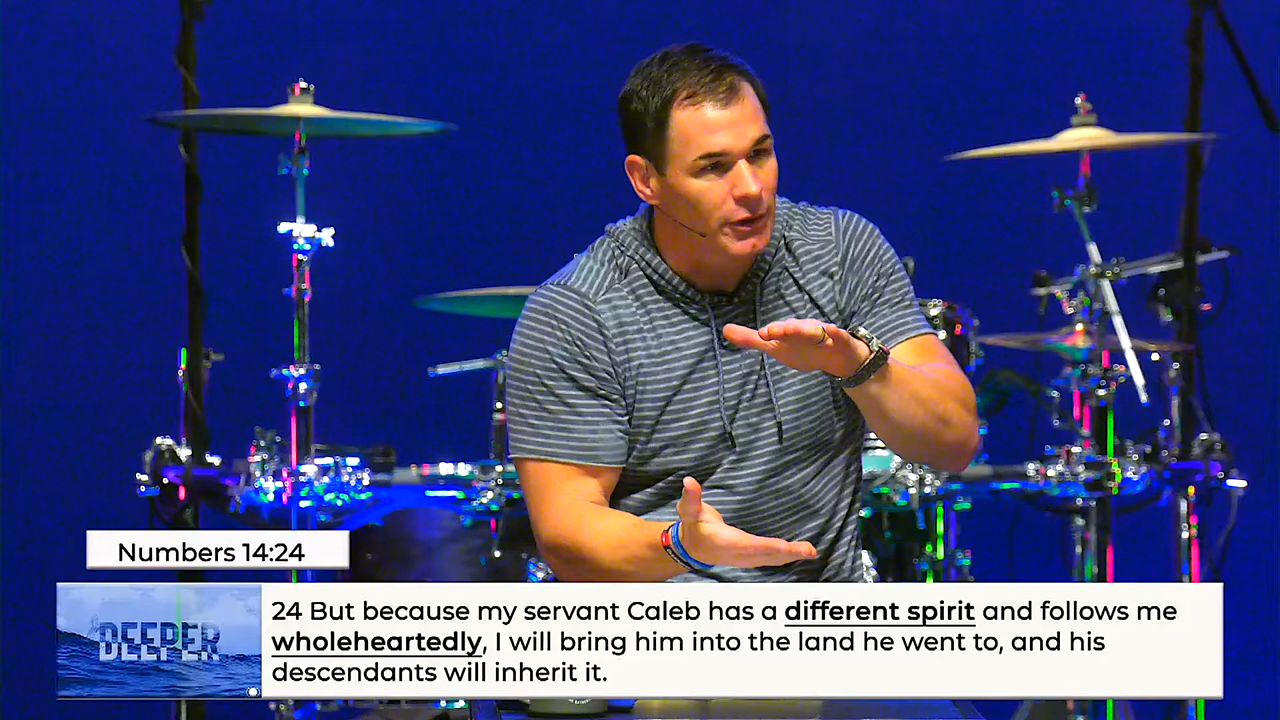 Numbers 14:24
DEEPER
24 But because my servant Caleb has a different spirit and follows me
wholeheartedly, I will bring him into the land he went to, and his
descendants will inherit it.